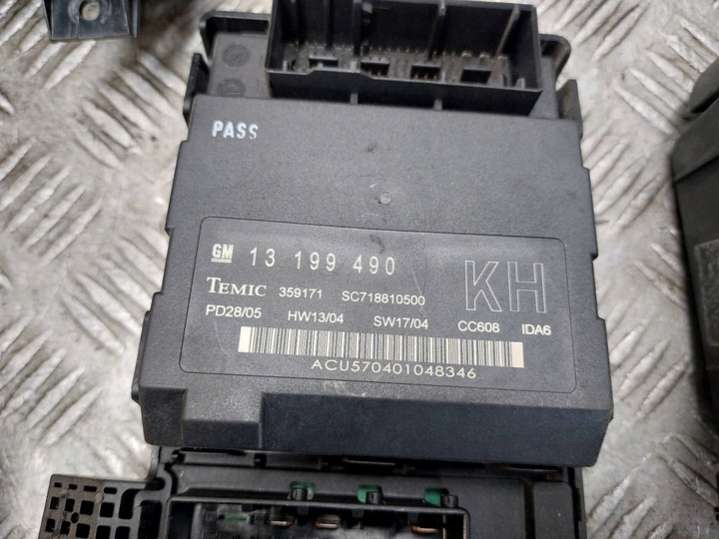 PASS
GM 13 199 490
TEMIC 359171 SC718810500 KH
PD28/05 HW13/04 SW17/04 CC608 IDA6
ACU570401048346